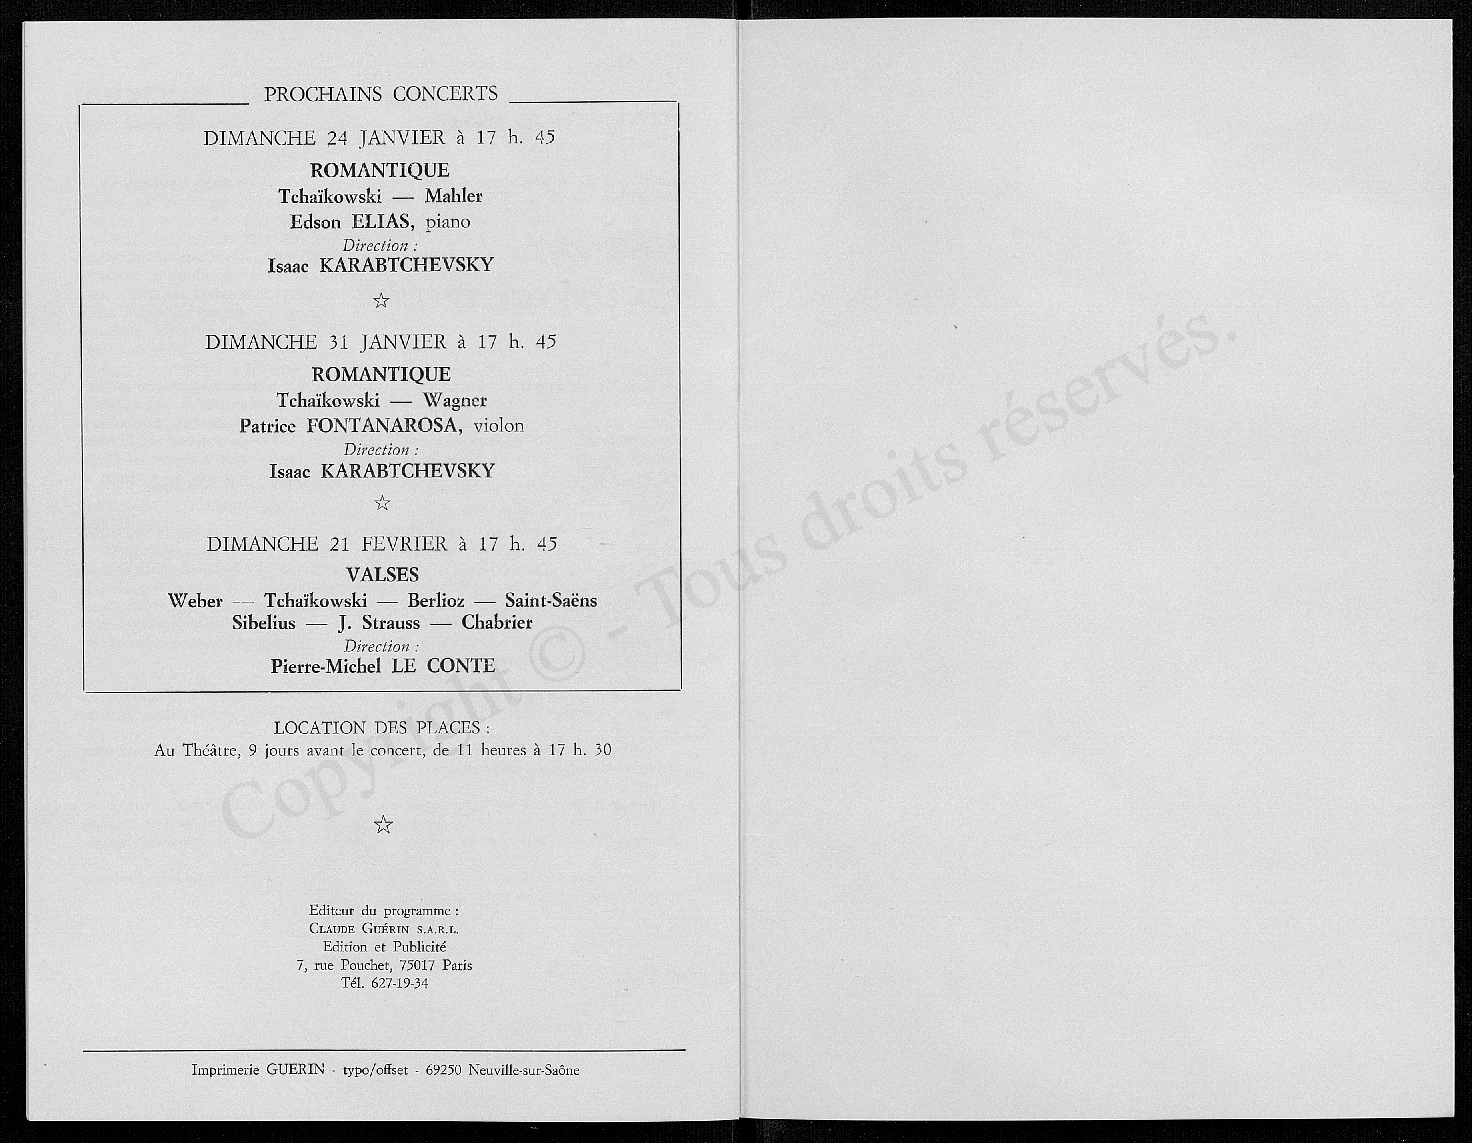 PROCHAINS CONCERTS
DIMANCHE 24 JANVIER à 17 h. 45
ROMANTIQUE
Tchaïkowski — Mahler
Edson ELIAS, piano
Direction :
Isaac KARABTCHEVSKY
☆
DIMANCHE 31 JANVIER à 17 h. 45
ROMANTIQUE
Tchaïkowski — Wagner
Patrice FONTANAROSA, violon
Direction :
Isaac KARABTCHEVSKY
☆
DIMANCHE 21 FEVRIER à 17 h. 45
VALSES
Weber — Tchaïkowski — Berlioz — Saint-Saëns
Sibelius — J. Strauss — Chabrier
Direction :
Pierre-Michel LE CONTE
LOCATION DES PLACES :
Au Théâtre, 9 jours avant le concert, de 11 heures à 17 h. 30
☆
Editeur du programme :
CLAUDE GUÉRIN S.A.R.L.
Edition et Publicité
7, rue Pouchet, 75017 Paris
Tél. 627-19-34
Imprimerie GUERIN - typo/offset - 69250 Neuville-sur-Saône
Copyright © - Tous droits réservés.